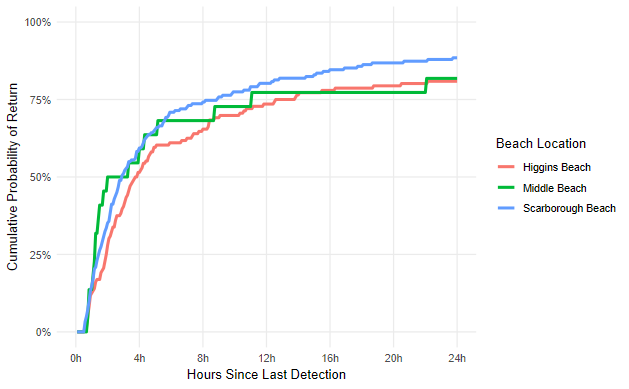 Cumulative Probability of Return
100%
75%
50%
25%
0%
0h 4h 8h 12h 16h 20h 24h
Hours Since Last Detection
Beach Location
Higgins Beach
Middle Beach
Scarborough Beach